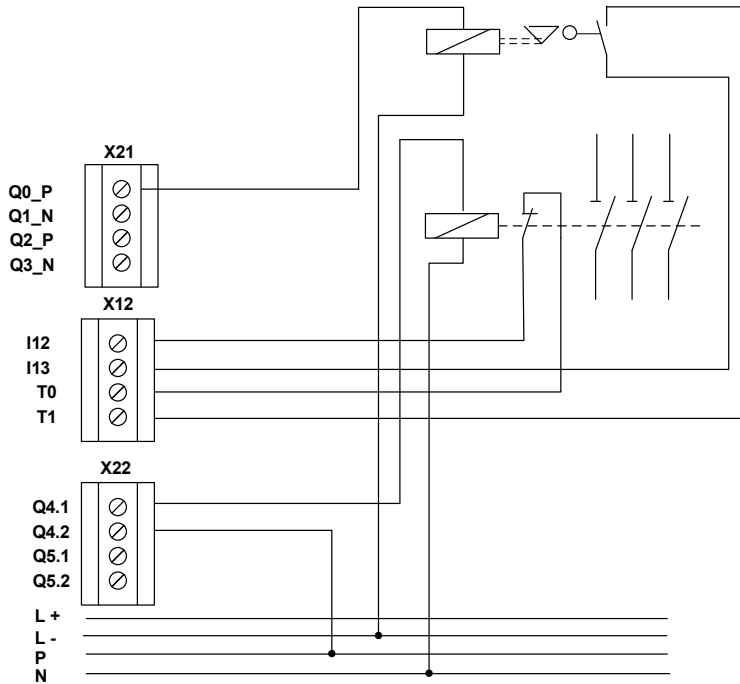 X21
Q0_P
Q1_N
Q2_P
Q3_N
X12
I12
I13
T0
T1
X22
Q4.1
Q4.2
Q5.1
Q5.2
L +
L -
P
N